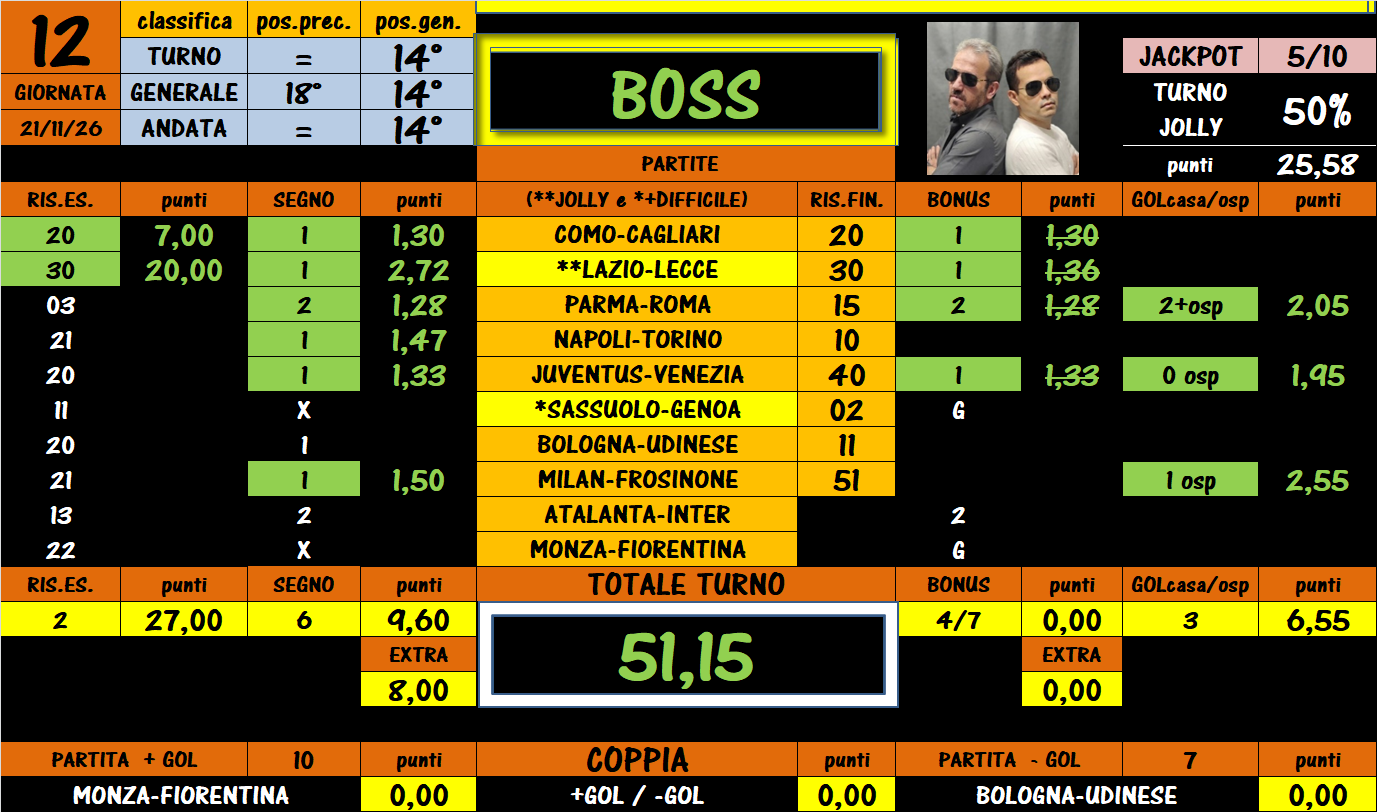 12 classifica pos.prec. pos.gen.
TURNO = 14°
GIORNATA GENERALE 18° 14°
21/11/26 ANDATA = 14°
BOSS
JACKPOT 5/10
TURNO JOLLY 50%
punti 25,58
PARTITE
RIS.ES. punti SEGNO punti (**JOLLY e *+DIFFICILE) RIS.FIN. BONUS punti GOLcasa/osp punti
20 7,00 1 1,30 COMO-CAGLIARI 20 1 1,30
30 20,00 1 2,72 **LAZIO-LECCE 30 1 1,36
03 2 1,28 PARMA-ROMA 15 2 1,28 2+osp 2,05
21 1 1,47 NAPOLI-TORINO 10
20 1 1,33 JUVENTUS-VENEZIA 40 1 1,33 0 osp 1,95
11 X *SASSUOLO-GENOA 02 G
20 1 BOLOGNA-UDINESE 11
21 1 1,50 MILAN-FROSINONE 51 1 osp 2,55
13 2 ATALANTA-INTER 2
22 X MONZA-FIORENTINA G
RIS.ES. punti SEGNO punti TOTALE TURNO BONUS punti GOLcasa/osp punti
2 27,00 6 9,60 4/7 0,00 3 6,55
51,15
EXTRA EXTRA
8,00 0,00
PARTITA + GOL 10 punti COPPIA punti PARTITA - GOL 7 punti
MONZA-FIORENTINA 0,00 +GOL / -GOL 0,00 BOLOGNA-UDINESE 0,00